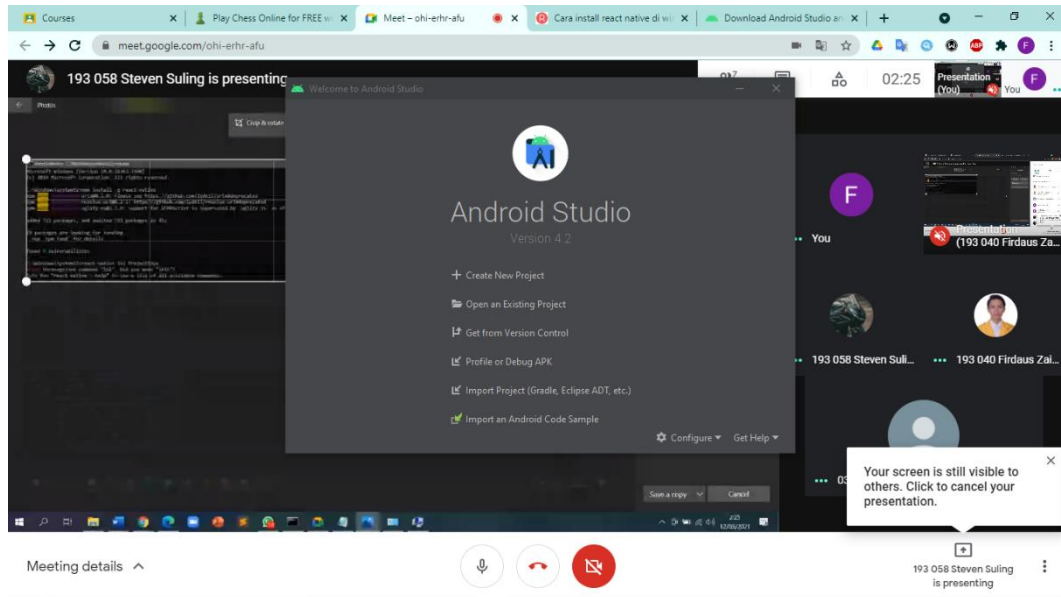 Courses
Play Chess Online for FREE w
Meet – ohi-erhr-afu
Cara install react native di wi
Download Android Studio an
meet.google.com/ohi-erhr-afu
193 058 Steven Suling is presenting
02:25
Presentation
(You)
You
F
Photos
Crop & rotate
Welcome to Android Studio
Android Studio
Version 4.2
Create New Project
Open an Existing Project
Get from Version Control
Profile or Debug APK
Import Project (Gradle, Eclipse ADT, etc.)
Import an Android Code Sample
Configure
Get Help
F
You
Presentation
(193 040 Firdaus Za...
193 058 Steven Suli...
193 040 Firdaus Zai...
Your screen is still visible to
others. Click to cancel your
presentation.
Save a copy
Cancel
2:25
12/03/2021
Meeting details
193 058 Steven Suling
is presenting